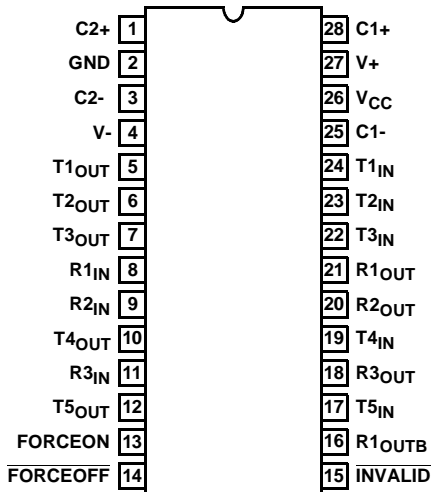 C2+ 1 28 C1+
GND 2 27 V+
C2- 3 26 VCC
V- 4 25 C1-
T1OUT 5 24 T1IN
T2OUT 6 23 T2IN
T3OUT 7 22 T3IN
R1IN 8 21 R1OUT
R2IN 9 20 R2OUT
T4OUT 10 19 T4IN
R3IN 11 18 R3OUT
T5OUT 12 17 T5IN
FORCEON 13 16 R1OUTB
FORCEOFF 14 15 INVALID